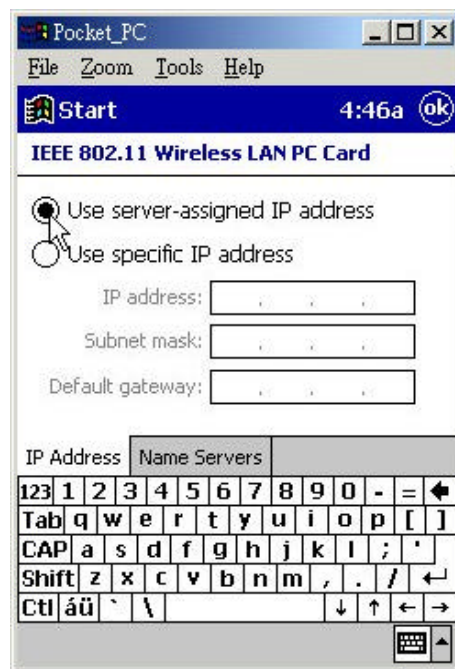 Pocket_PC
File Zoom Tools Help
Start 4:46a ok
IEEE 802.11 Wireless LAN PC Card
Use server-assigned IP address
Use specific IP address
IP address: . . .
Subnet mask: . . .
Default gateway: . . .
IP Address Name Servers
123 1 2 3 4 5 6 7 8 9 0 - = ←
Tab q w e r t y u i o p [ ]
CAP a s d f g h j k l ; '
Shift z x c v b n m , . / ↵
Ctl áü ` \ ↓ ↑ ← →